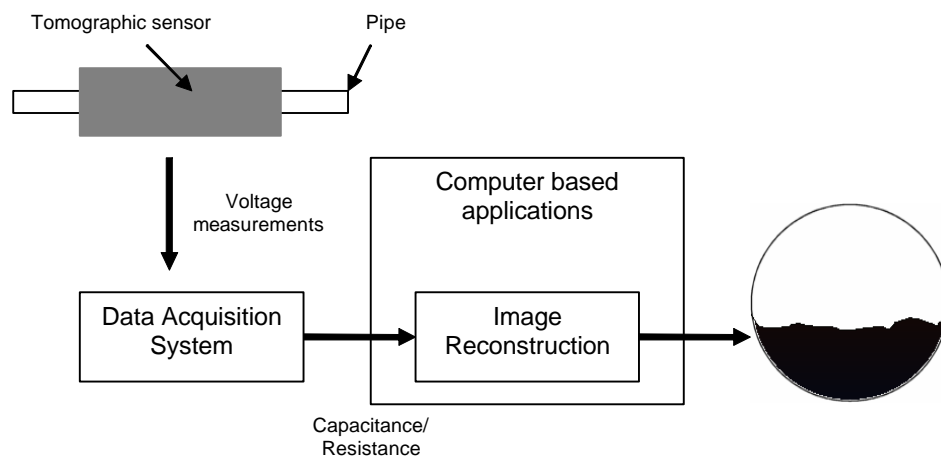 Tomographic sensor
Pipe
Voltage
measurements
Computer based
applications
Data Acquisition
System
Image
Reconstruction
Capacitance/
Resistance